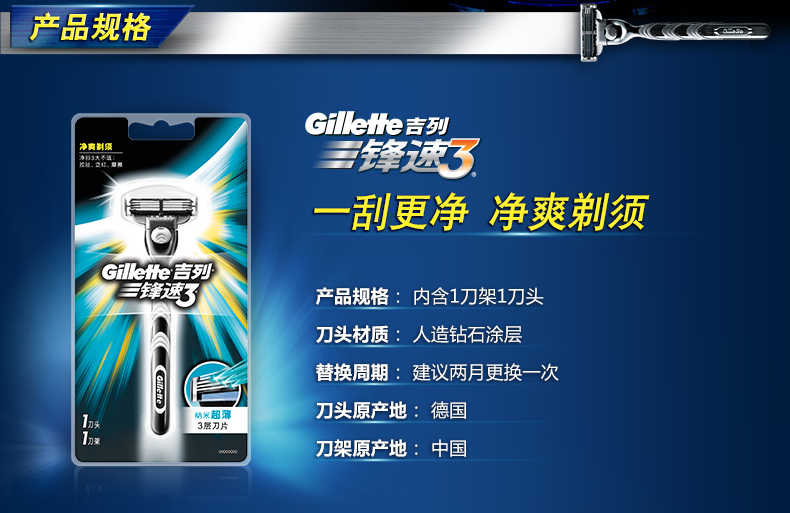 产品规格
Gillette
净爽剃须
Gillette吉列
锋速3
1刀头
1刀架
纳米超薄
3层刀片
Gillette
Gillette吉列
锋速3®
一刮更净 净爽剃须
产品规格： 内含1刀架1刀头
刀头材质： 人造钻石涂层
替换周期： 建议两月更换一次
刀头原产地： 德国
刀架原产地： 中国